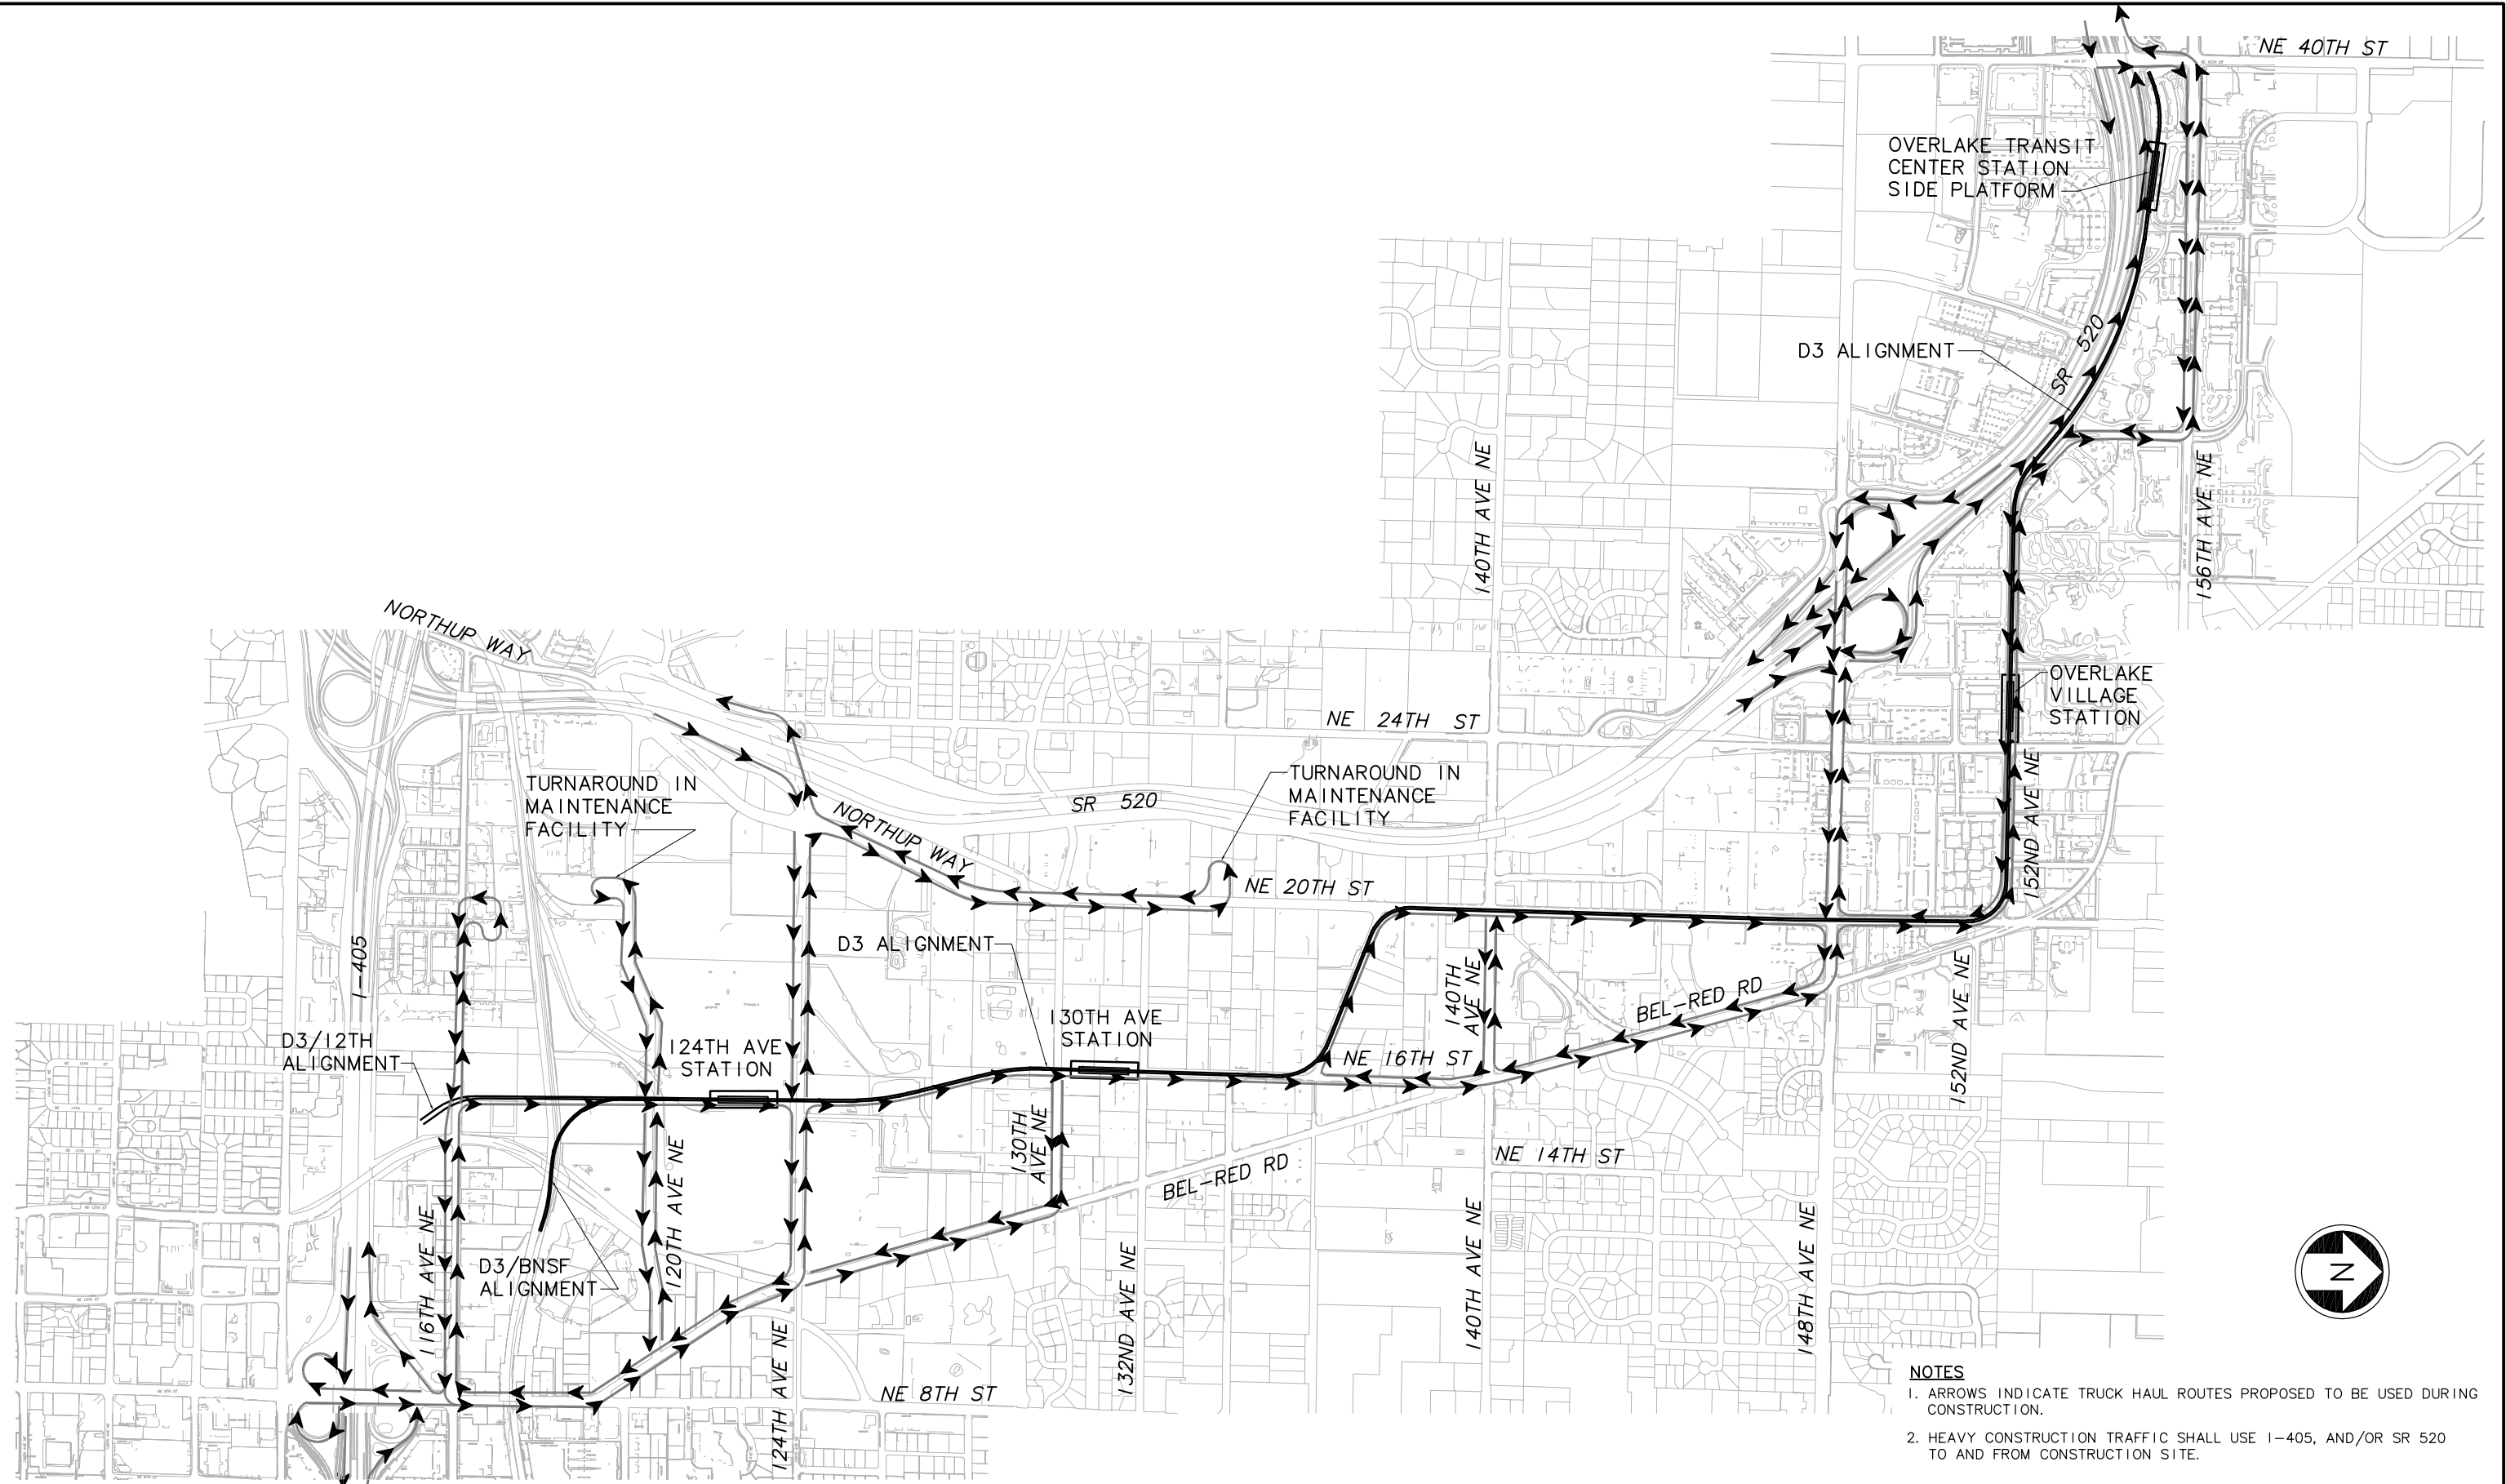 NE 40TH ST
OVERLAKE TRANSIT
CENTER STATION
SIDE PLATFORM
D3 ALIGNMENT
SR 520
156TH AVE NE
140TH AVE NE
NORTHUP WAY
OVERLAKE
VILLAGE
STATION
NE 24TH ST
TURNAROUND IN
MAINTENANCE
FACILITY
TURNAROUND IN
MAINTENANCE
FACILITY
SR 520
NORTHUP WAY
152ND AVE NE
NE 20TH ST
I-405
D3 ALIGNMENT
140TH
AVE NE
BEL-RED RD
152ND AVE NE
D3/12TH
ALIGNMENT
124TH AVE
STATION
130TH AVE
STATION
NE 16TH ST
130TH
AVE NE
NE 14TH ST
BEL-RED RD
120TH AVE NE
116TH AVE NE
D3/BNSF
ALIGNMENT
132ND AVE NE
140TH AVE NE
148TH AVE NE
124TH AVE NE
NE 8TH ST
N
NOTES
1. ARROWS INDICATE TRUCK HAUL ROUTES PROPOSED TO BE USED DURING
CONSTRUCTION.
2. HEAVY CONSTRUCTION TRAFFIC SHALL USE I-405, AND/OR SR 520
TO AND FROM CONSTRUCTION SITE.